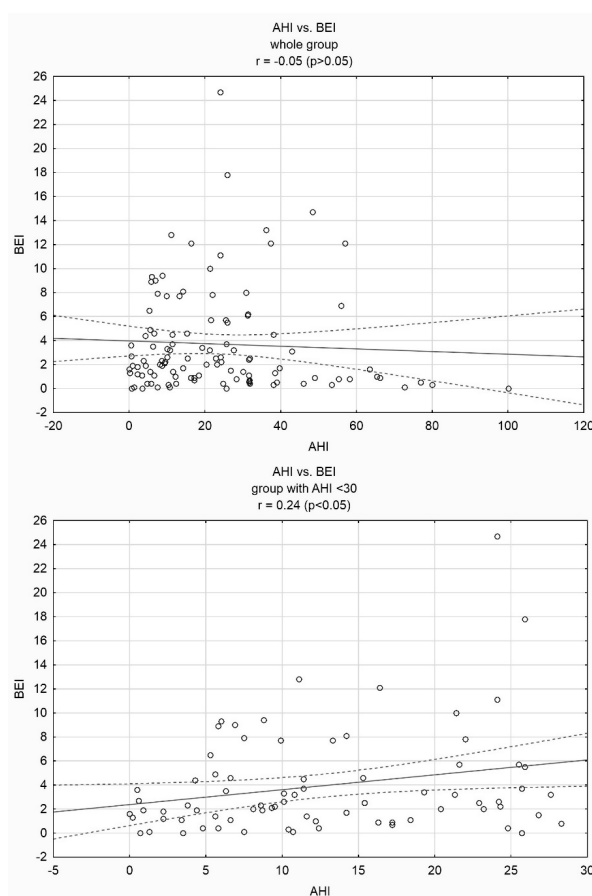 AHI vs. BEI
whole group
r = -0.05 (p>0.05)
26
24
22
20
18
16
14
12
10
8
6
4
2
0
-2
BEI
-20 0 20 40 60 80 100 120
AHI
AHI vs. BEI
group with AHI <30
r = 0.24 (p<0.05)
26
24
22
20
18
16
14
12
10
8
6
4
2
0
-2
BEI
-5 0 5 10 15 20 25 30
AHI